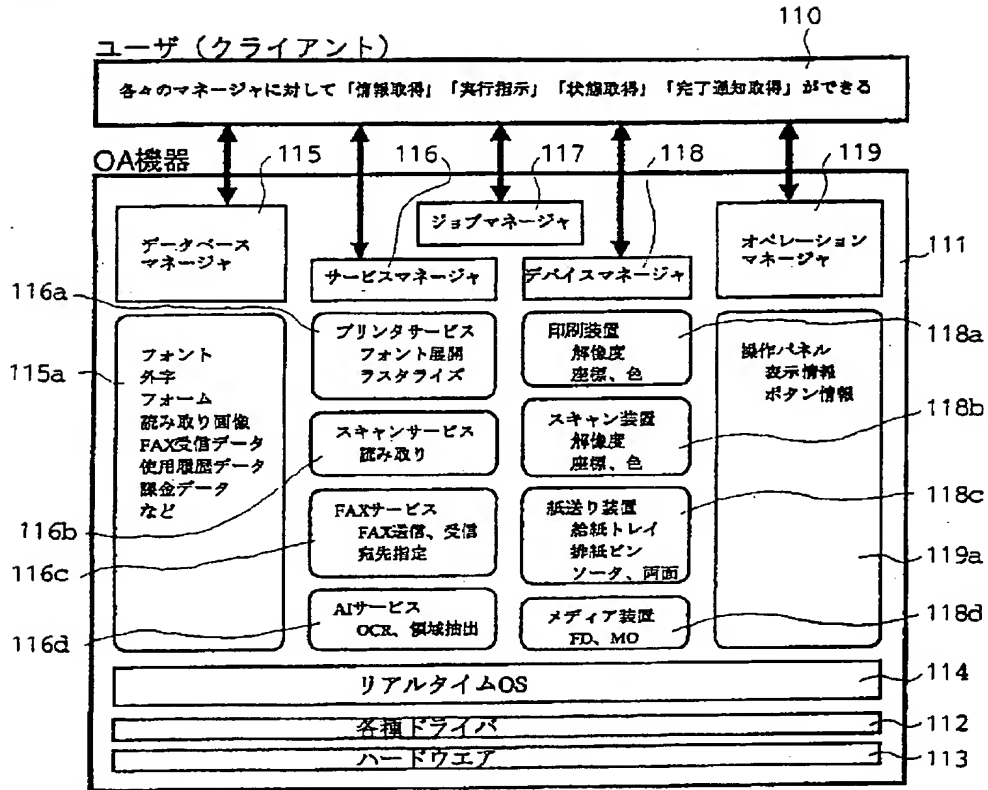 110
ユーザ（クライアント）
各々のマネージャに対して「情報取得」「実行指示」「状態取得」「完了通知取得」ができる
OA機器
115
116
117
118
119
データベース
マネージャ
サービスマネージャ
ジョブマネージャ
デバイスマネージャ
オペレーション
マネージャ
111
116a
115a
フォント
外字
フォーム
読み取り画像
FAX受信データ
使用履歴データ
課金データ
など
プリンタサービス
フォント展開
ラスタライズ
スキャンサービス
読み取り
116b
FAXサービス
FAX送信、受信
宛先指定
116c
AIサービス
OCR、領域抽出
116d
印刷装置
解像度
座標、色
118a
スキャン装置
解像度
座標、色
118b
紙送り装置
給紙トレイ
排紙ビン
ソータ、両面
118c
メディア装置
FD、MO
118d
操作パネル
表示情報
ボタン情報
119a
リアルタイムOS
114
各種ドライバ
112
ハードウエア
113